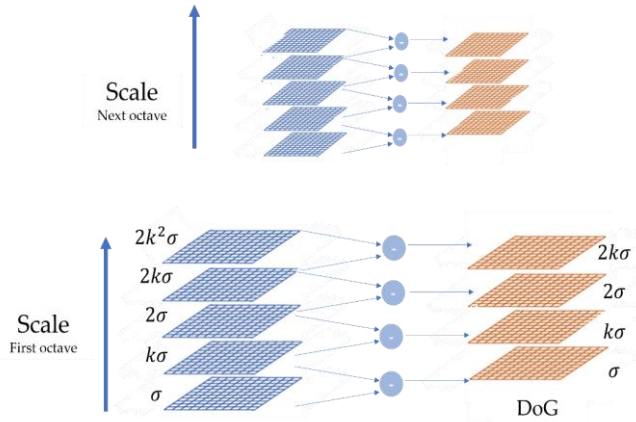 Scale
Next octave
-
-
-
-
Scale
First octave
2k²σ
2kσ
2σ
kσ
σ
-
-
-
-
2kσ
2σ
kσ
σ
DoG